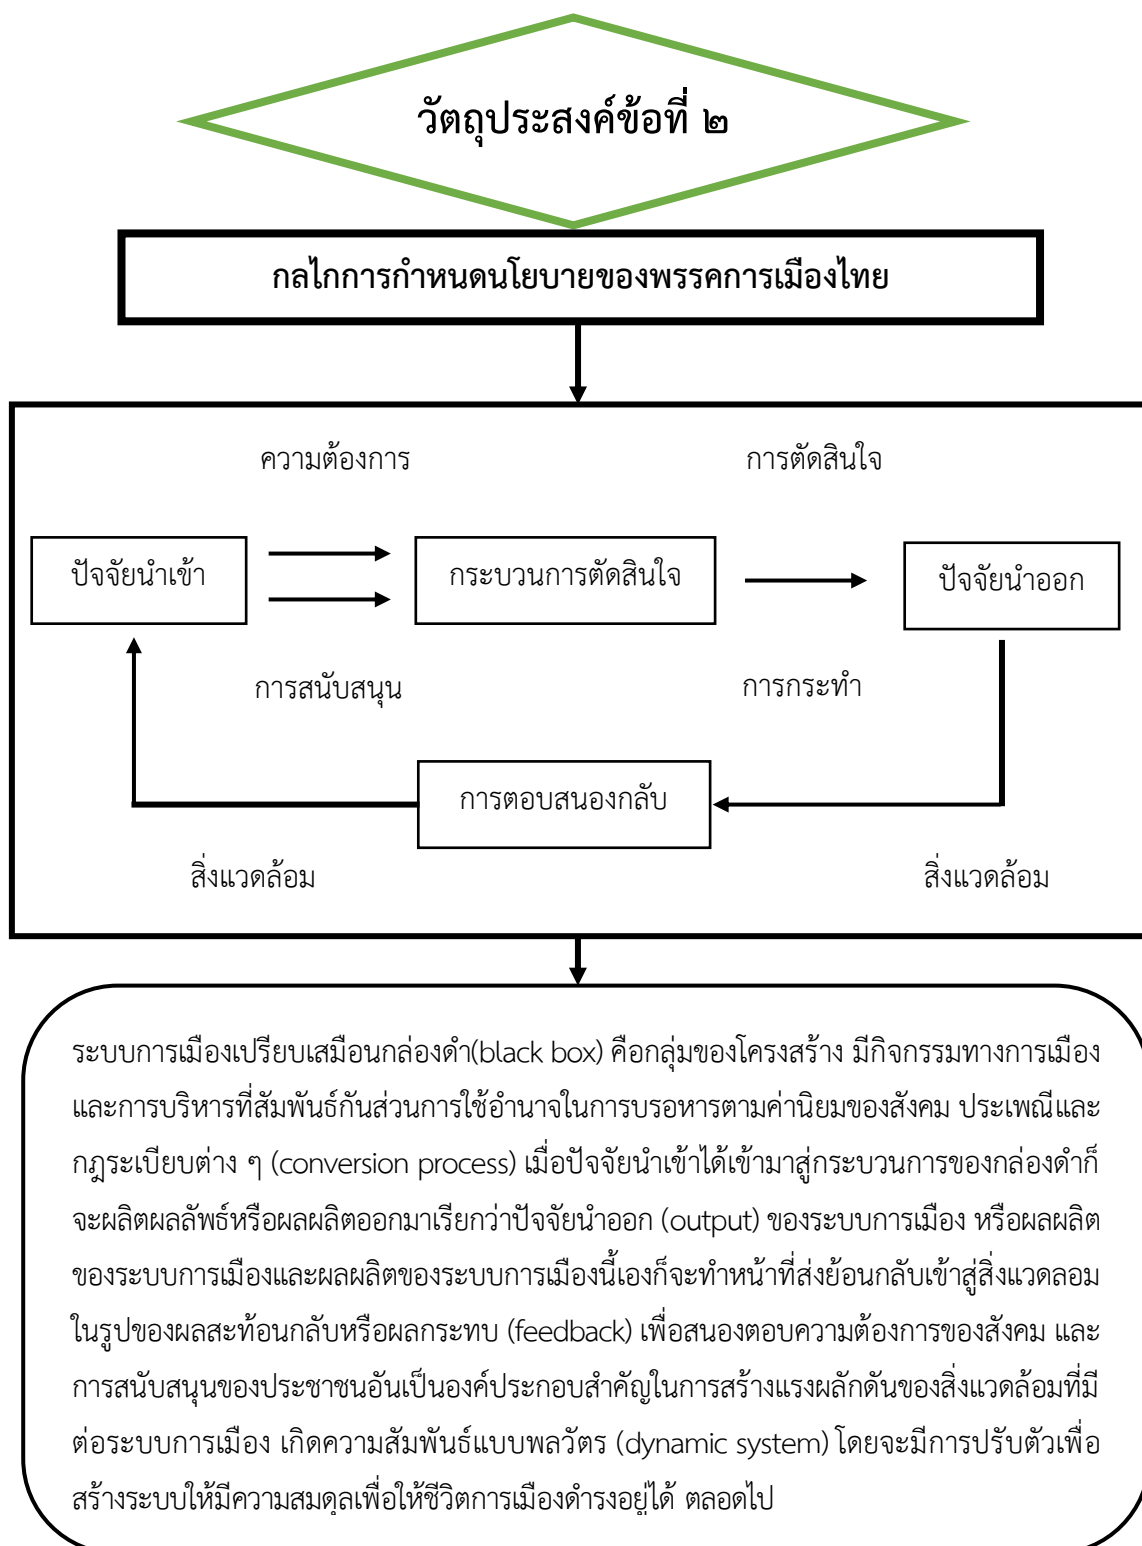 วัตถุประสงค์ข้อที่ ๒
กลไกการกำหนดนโยบายของพรรคการเมืองไทย
ความต้องการ
การตัดสินใจ
ปัจจัยนำเข้า
กระบวนการตัดสินใจ
ปัจจัยนำออก
การสนับสนุน
การกระทำ
การตอบสนองกลับ
สิ่งแวดล้อม
สิ่งแวดล้อม
ระบบการเมืองเปรียบเสมือนกล่องดำ(black box) คือกลุ่มของโครงสร้าง มีกิจกรรมทางการเมือง
และการบริหารที่สัมพันธ์กันส่วนการใช้อำนาจในการบรอหารตามค่านิยมของสังคม ประเพณีและ
กฎระเบียบต่าง ๆ (conversion process) เมื่อปัจจัยนำเข้าได้เข้ามาสู่กระบวนการของกล่องดำก็
จะผลิตผลลัพธ์หรือผลผลิตออกมาเรียกว่าปัจจัยนำออก (output) ของระบบการเมือง หรือผลผลิต
ของระบบการเมืองและผลผลิตของระบบการเมืองนี้เองก็จะทำหน้าที่ส่งย้อนกลับเข้าสู่สิ่งแวดลอม
ในรูปของผลสะท้อนกลับหรือผลกระทบ (feedback) เพื่อสนองตอบความต้องการของสังคม และ
การสนับสนุนของประชาชนอันเป็นองค์ประกอบสำคัญในการสร้างแรงผลักดันของสิ่งแวดล้อมที่มี
ต่อระบบการเมือง เกิดความสัมพันธ์แบบพลวัตร (dynamic system) โดยจะมีการปรับตัวเพื่อ
สร้างระบบให้มีความสมดุลเพื่อให้ชีวิตการเมืองดำรงอยู่ได้ ตลอดไป